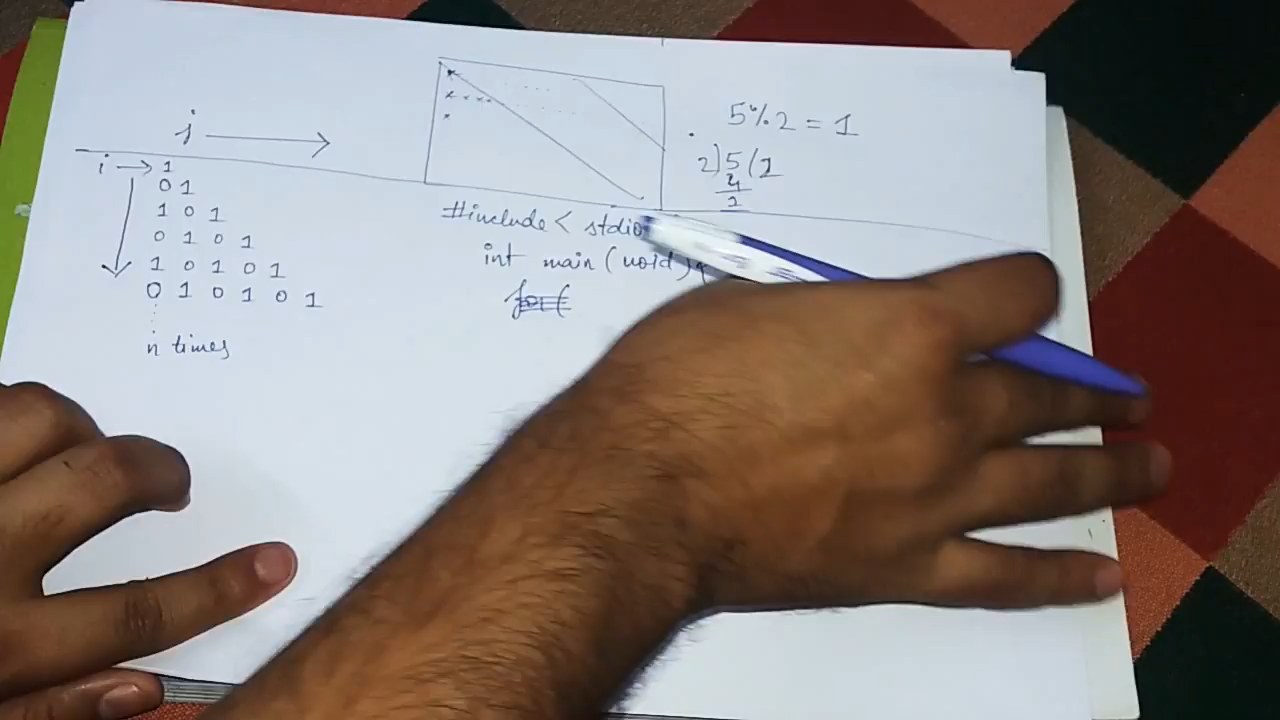 j
i → 1
0 1
1 0 1
0 1 0 1
1 0 1 0 1
0 1 0 1 0 1
n times
5%2 = 1
2)5(1
4
1
#include < stdio
int main (void) {
for(